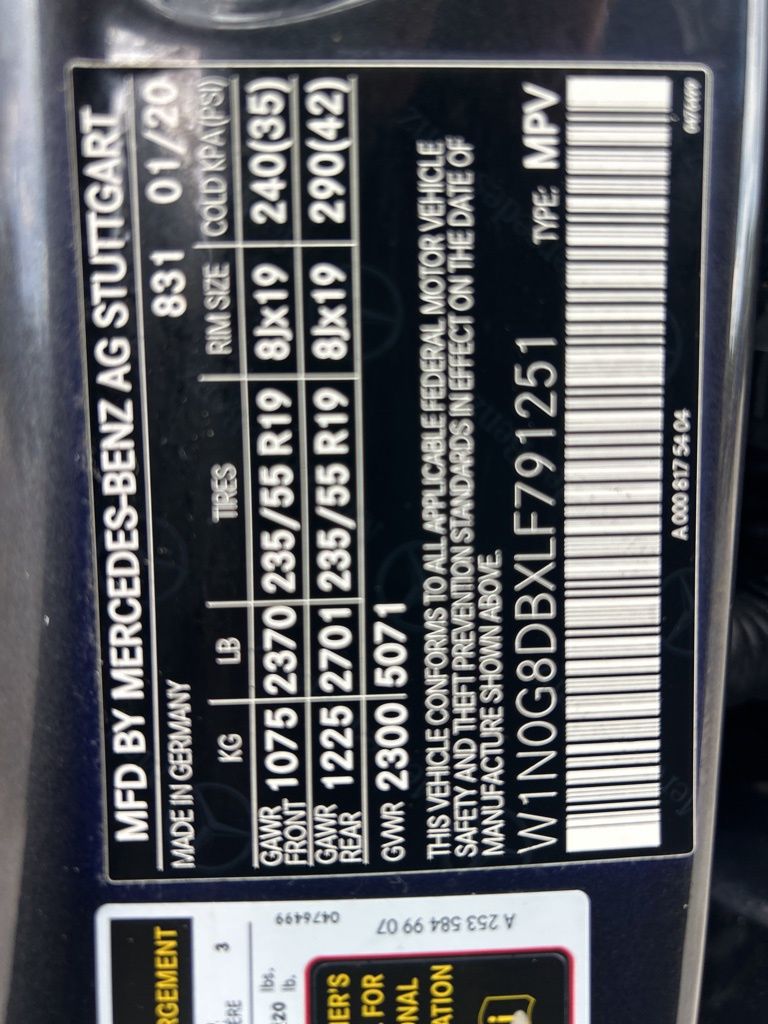 MFD BY MERCEDES-BENZ AG STUTTGART
MADE IN GERMANY 831 01/20
KG LB TIRES RIM SIZE COLD KPA(PSI)
GAWR FRONT 1075 2370 235/55 R19 8Jx19 240(35)
GAWR REAR 1225 2701 235/55 R19 8Jx19 290(42)
GVWR 2300 5071
THIS VEHICLE CONFORMS TO ALL APPLICABLE FEDERAL MOTOR VEHICLE
SAFETY AND THEFT PREVENTION STANDARDS IN EFFECT ON THE DATE OF
MANUFACTURE SHOWN ABOVE.
W1N0G8DBXLF791251 TYPE: MPV
A 000 817 54 04
0476499
A 253 584 99 07
3
lbs.
lb.